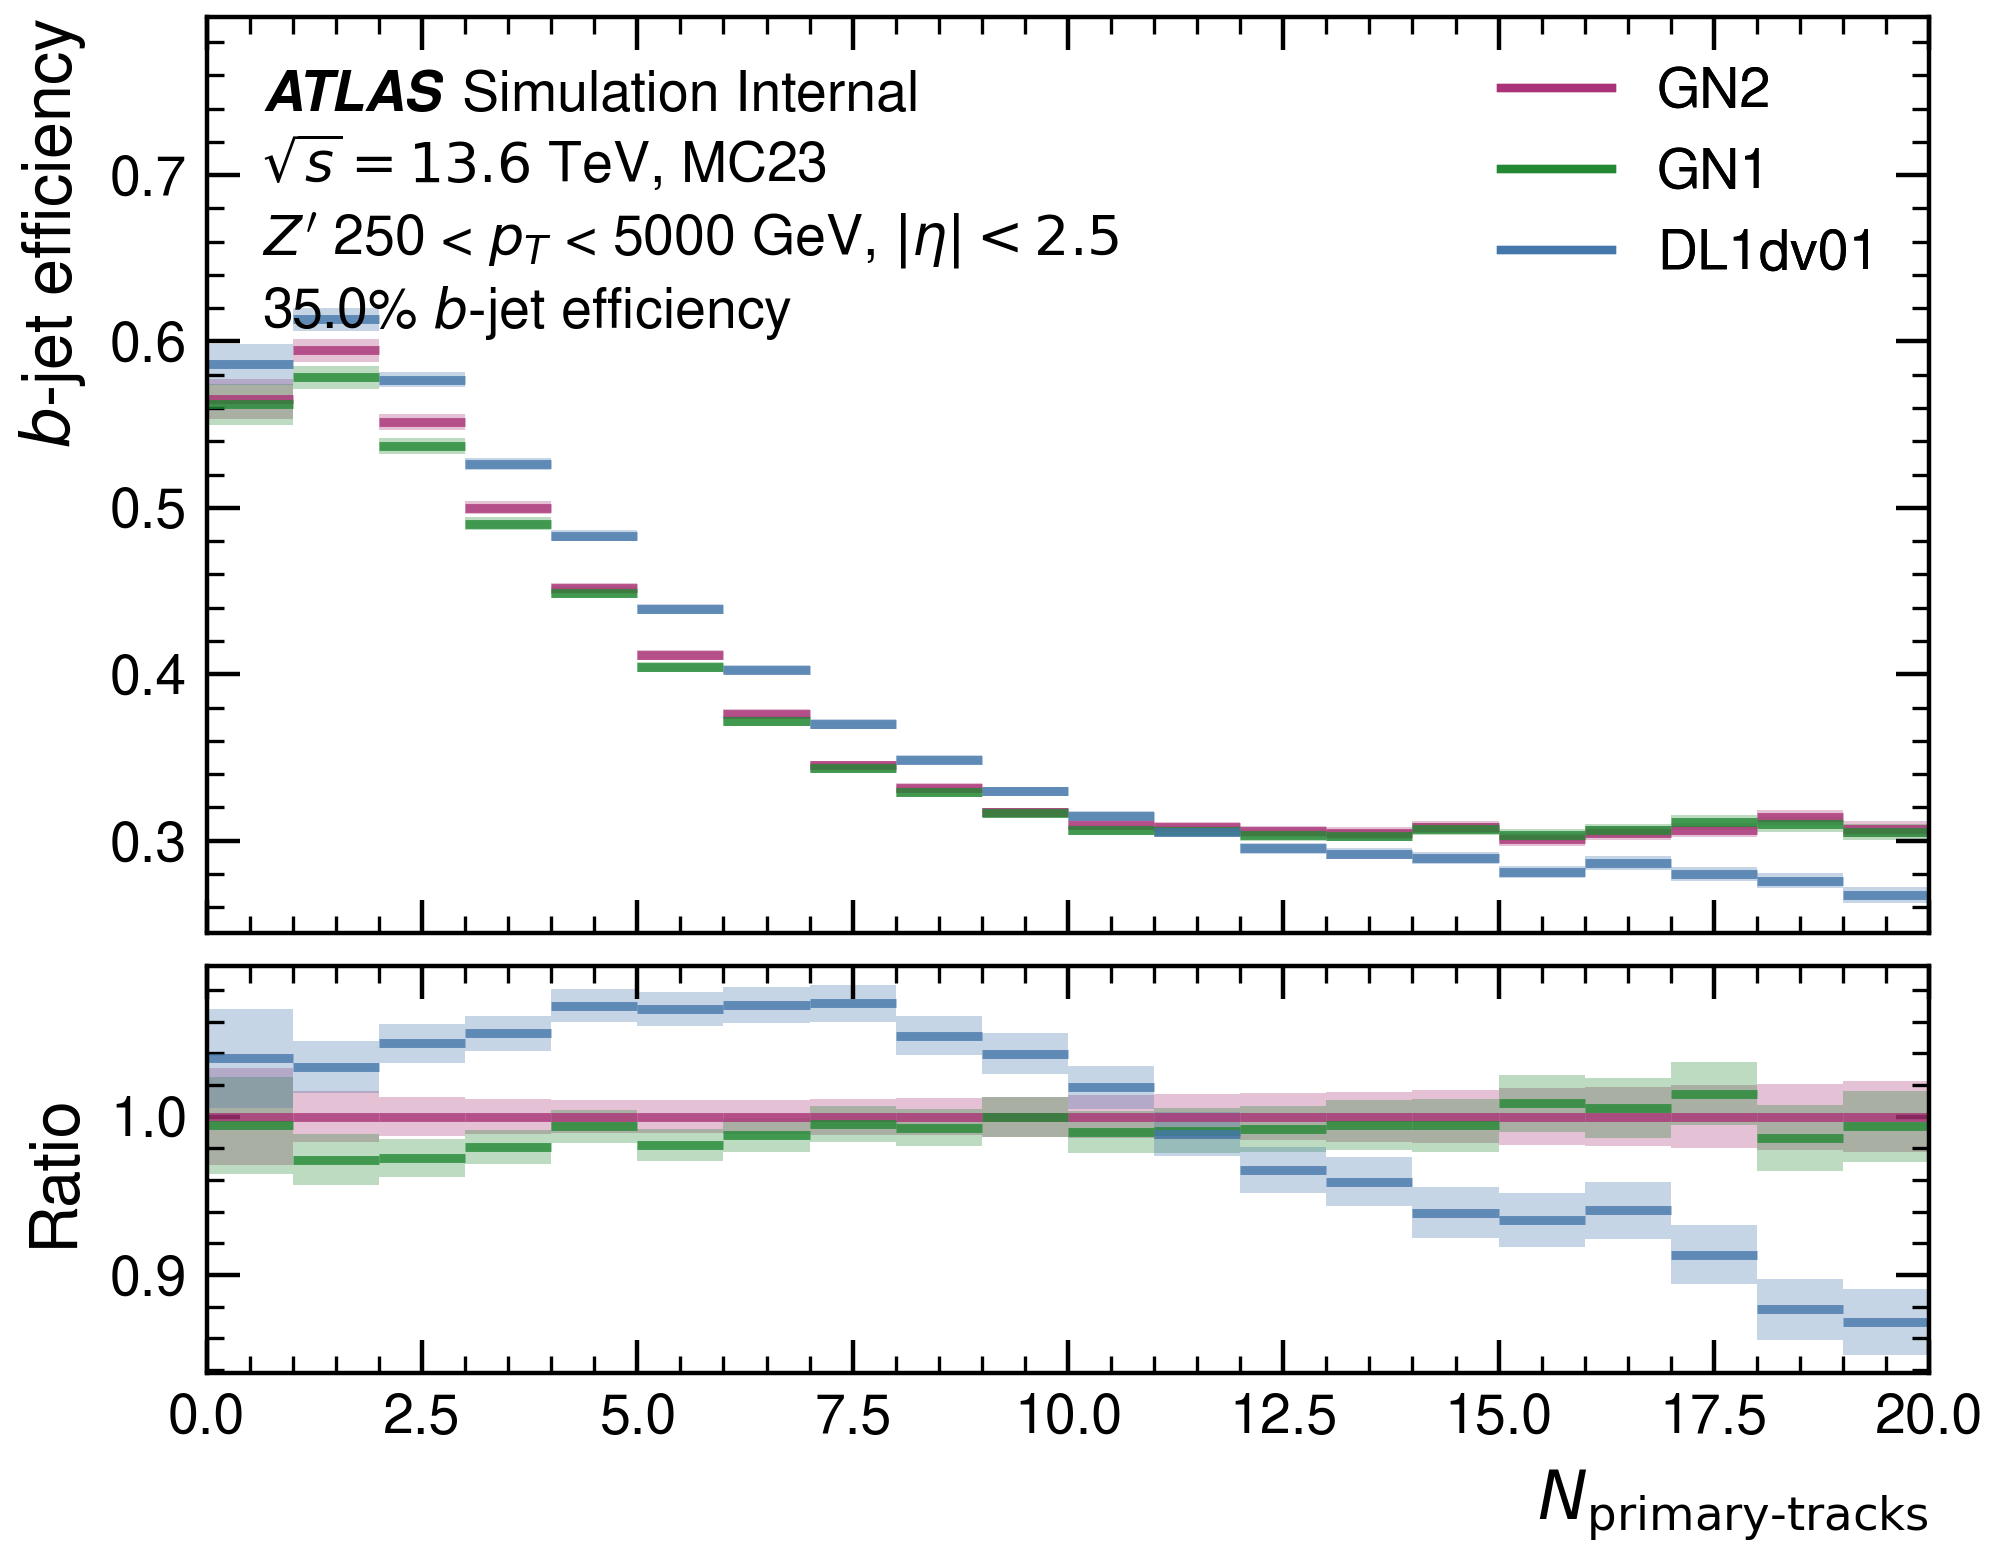 ATLAS Simulation Internal
√s = 13.6 TeV, MC23
Z′ 250 < p_T < 5000 GeV, |η| < 2.5
35.0% b-jet efficiency
GN2
GN1
DL1dv01
b-jet efficiency
0.7
0.6
0.5
0.4
0.3
Ratio
1.0
0.9
0.0 2.5 5.0 7.5 10.0 12.5 15.0 17.5 20.0
N_primary-tracks